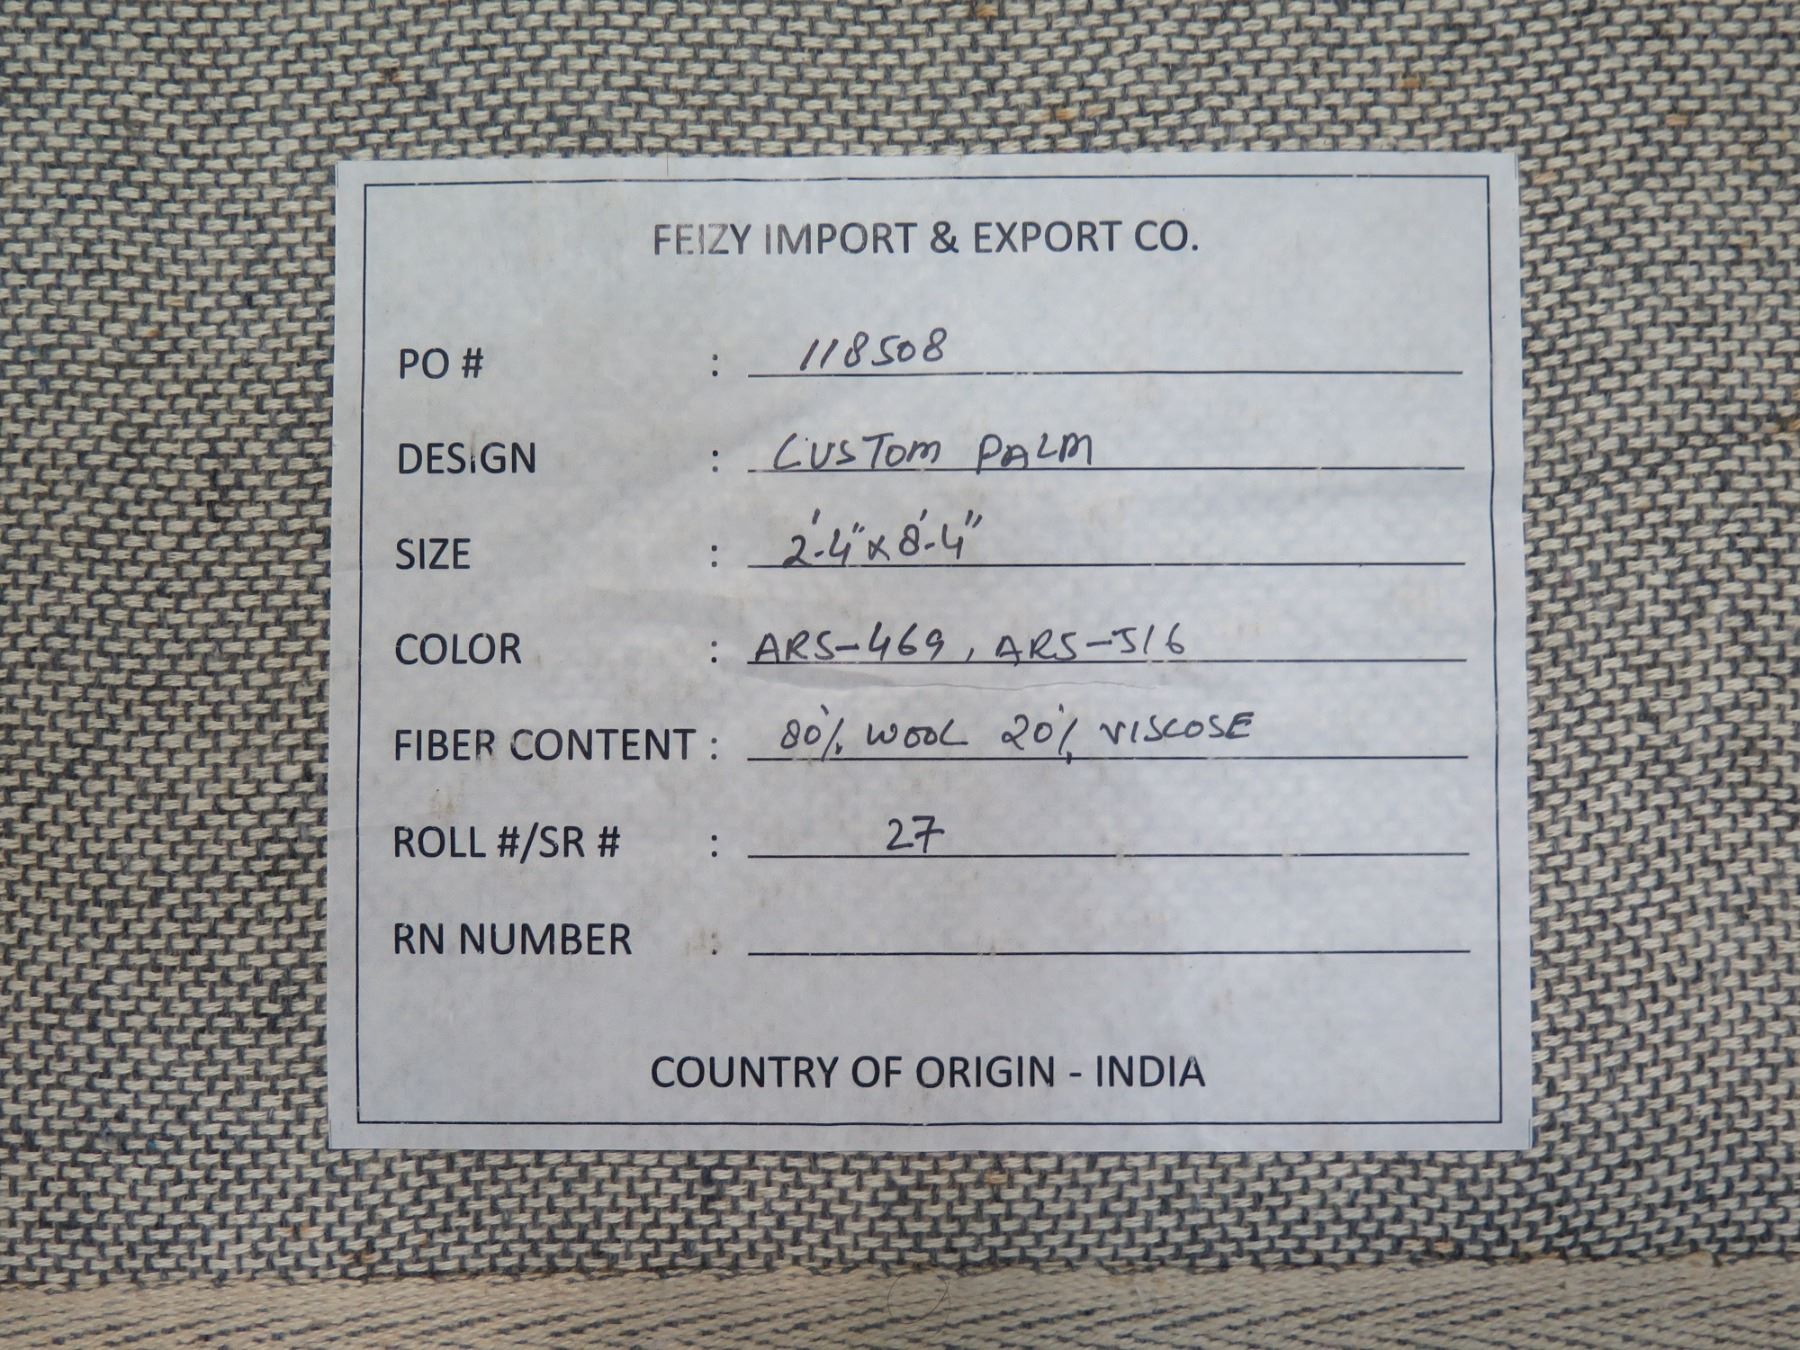 FEIZY IMPORT & EXPORT CO.
PO # : 118508
DESIGN : CUSTOM PALM
SIZE : 2'-4" x 8'-4"
COLOR : ARS-469, ARS-516
FIBER CONTENT : 80% WOOL 20% VISCOSE
ROLL #/SR # : 27
RN NUMBER :
COUNTRY OF ORIGIN - INDIA